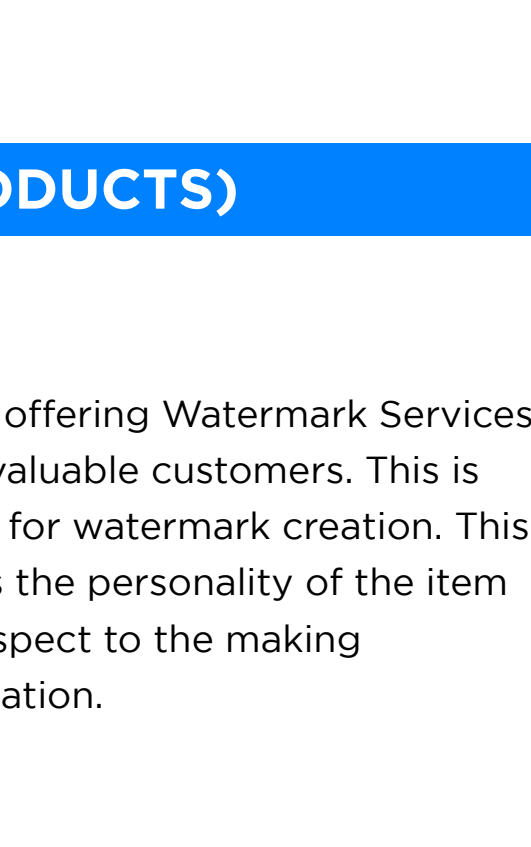 ODUCTS)
offering Watermark Services
valuable customers. This is
for watermark creation. This
s the personality of the item
spect to the making
ation.